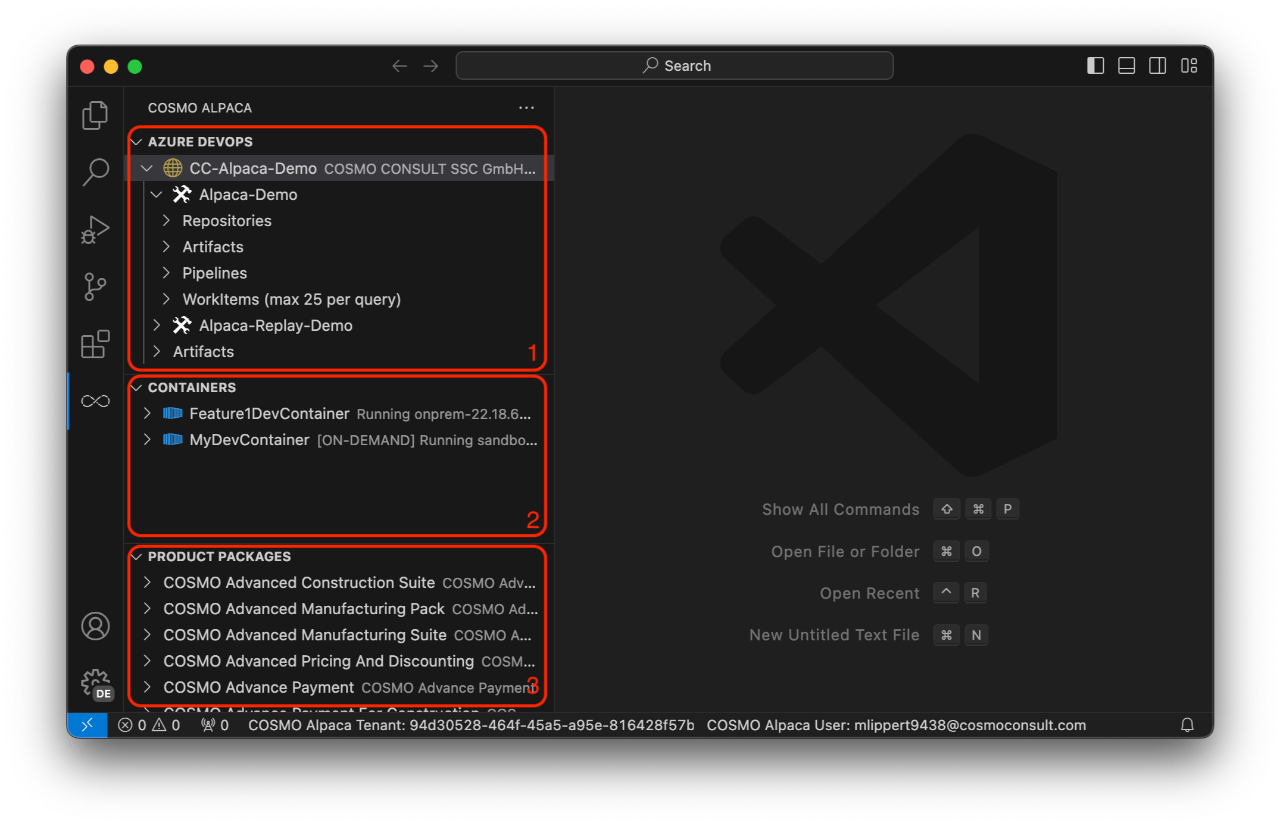 Search
COSMO ALPACA
AZURE DEVOPS
CC-Alpaca-Demo COSMO CONSULT SSC GmbH...
Alpaca-Demo
Repositories
Artifacts
Pipelines
WorkItems (max 25 per query)
Alpaca-Replay-Demo
Artifacts
1
CONTAINERS
Feature1DevContainer Running onprem-22.18.6...
MyDevContainer [ON-DEMAND] Running sandbo...
2
PRODUCT PACKAGES
COSMO Advanced Construction Suite COSMO Adv...
COSMO Advanced Manufacturing Pack COSMO Ad...
COSMO Advanced Manufacturing Suite COSMO A...
COSMO Advanced Pricing And Discounting COSM...
COSMO Advance Payment COSMO Advance Payment
3
COSMO Advance Payment For Construction
Show All Commands ⇧ ⌘ P
Open File or Folder ⌘ O
Open Recent ^ R
New Untitled Text File ⌘ N
DE
0 0 0 COSMO Alpaca Tenant: 94d30528-464f-45a5-a95e-816428f57b COSMO Alpaca User: mlippert9438@cosmoconsult.com